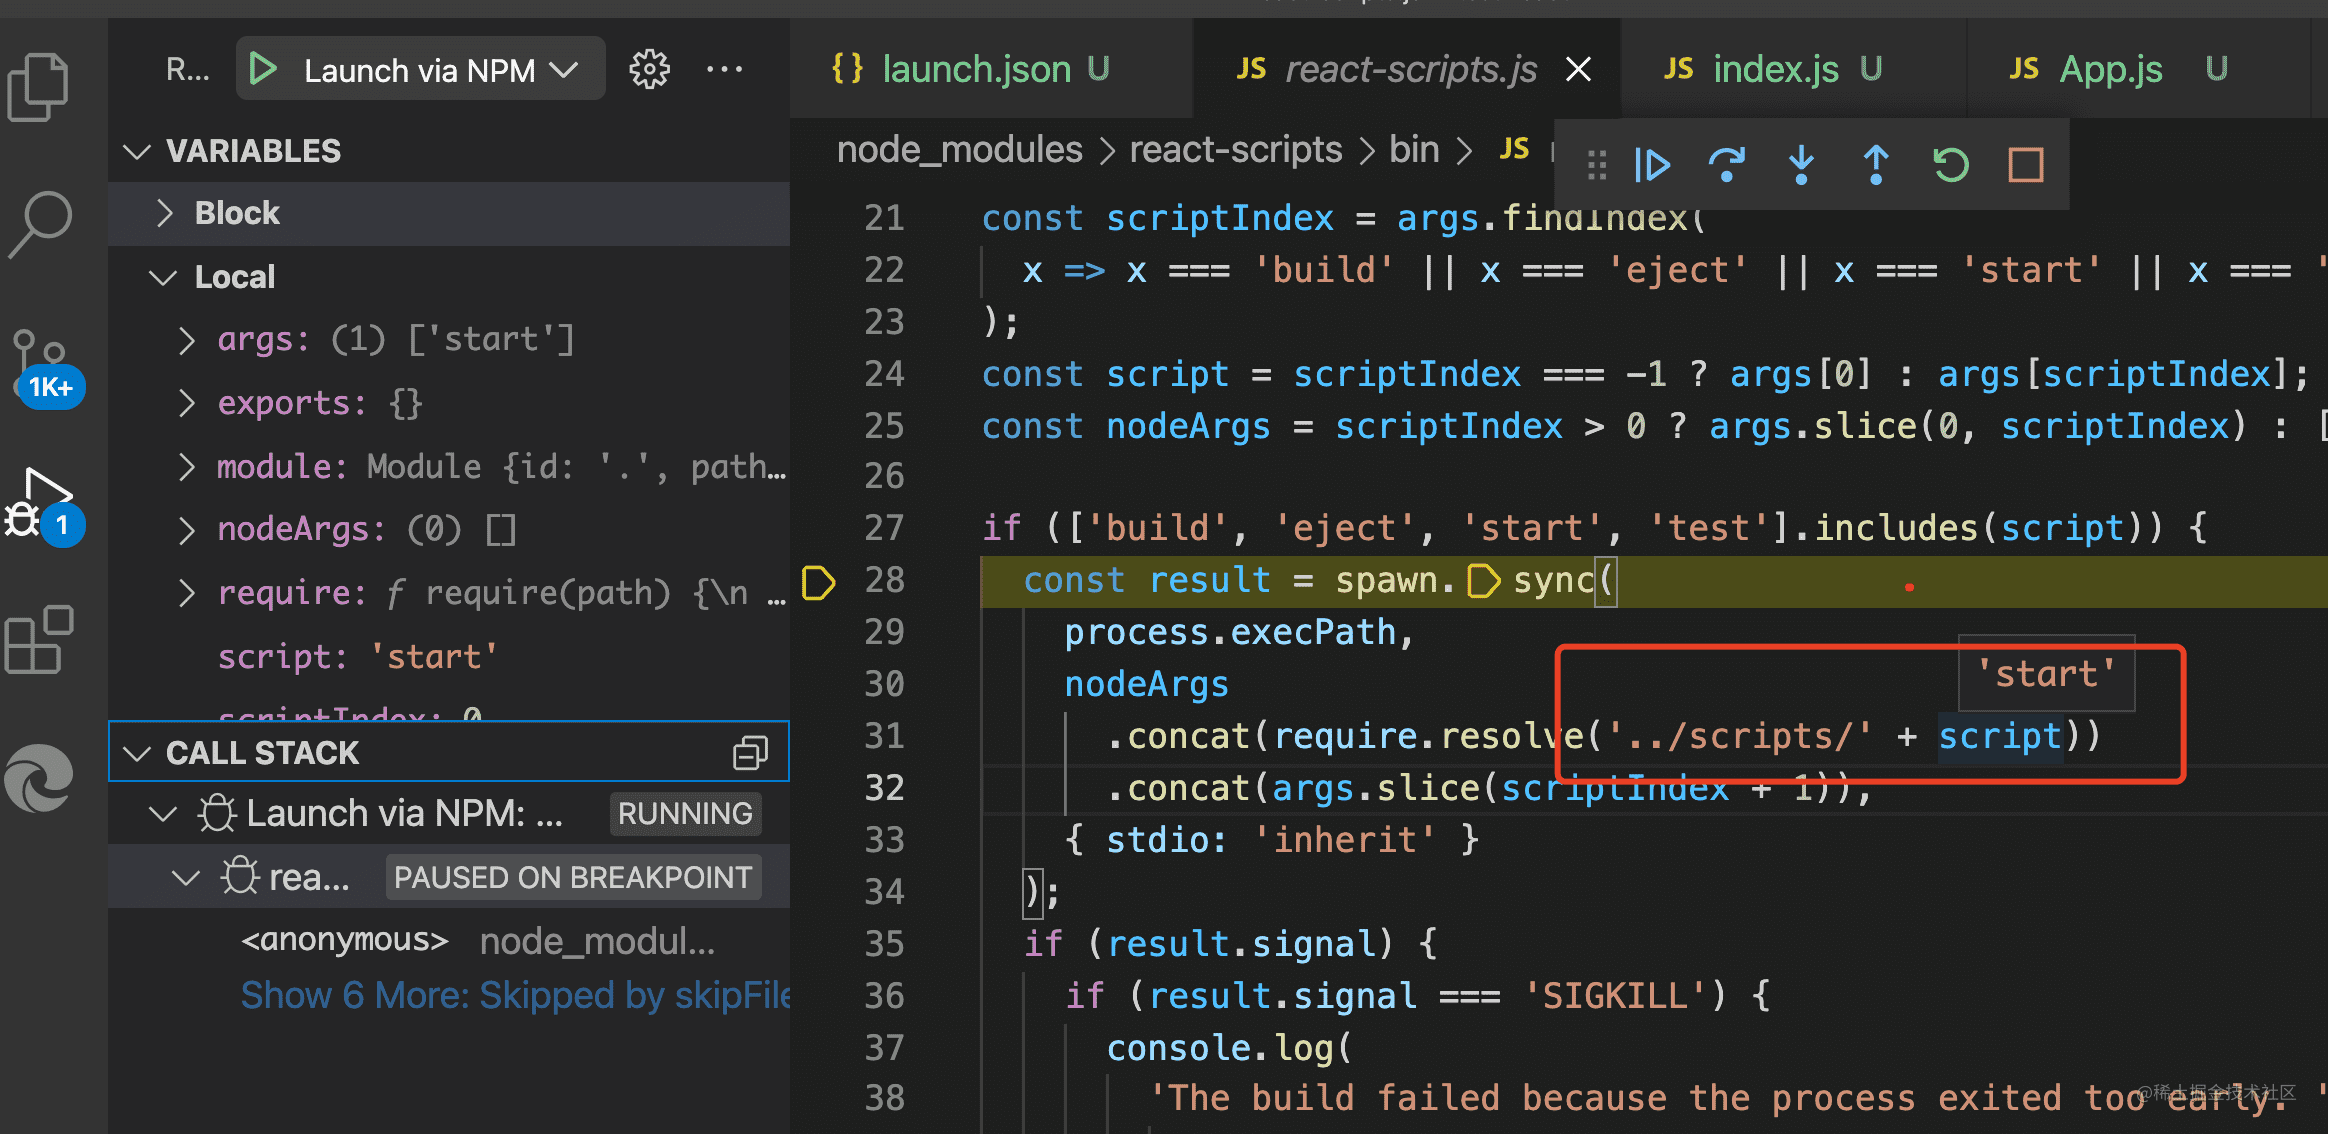 R...
Launch via NPM
...
VARIABLES
Block
Local
args: (1) ['start']
exports: {}
module: Module {id: '.', path...
nodeArgs: (0) []
require: ƒ require(path) {\n ...
script: 'start'
scriptIndex: 0
CALL STACK
Launch via NPM: ... RUNNING
rea... PAUSED ON BREAKPOINT
<anonymous> node_modul...
Show 6 More: Skipped by skipFile
1K+
1
{} launch.json U
JS react-scripts.js
JS index.js U
JS App.js U
node_modules > react-scripts > bin > JS
21 const scriptIndex = args.findIndex(
22 x => x === 'build' || x === 'eject' || x === 'start' || x === '
23 );
24 const script = scriptIndex === -1 ? args[0] : args[scriptIndex];
25 const nodeArgs = scriptIndex > 0 ? args.slice(0, scriptIndex) : [
26
27 if (['build', 'eject', 'start', 'test'].includes(script)) {
28 const result = spawn.sync(
29 process.execPath,
'start'
30 nodeArgs
31 .concat(require.resolve('../scripts/' + script))
32 .concat(args.slice(scriptIndex + 1)),
33 { stdio: 'inherit' }
34 );
35 if (result.signal) {
36 if (result.signal === 'SIGKILL') {
37 console.log(
38 'The build failed because the process exited too early. '
@稀土掘金技术社区